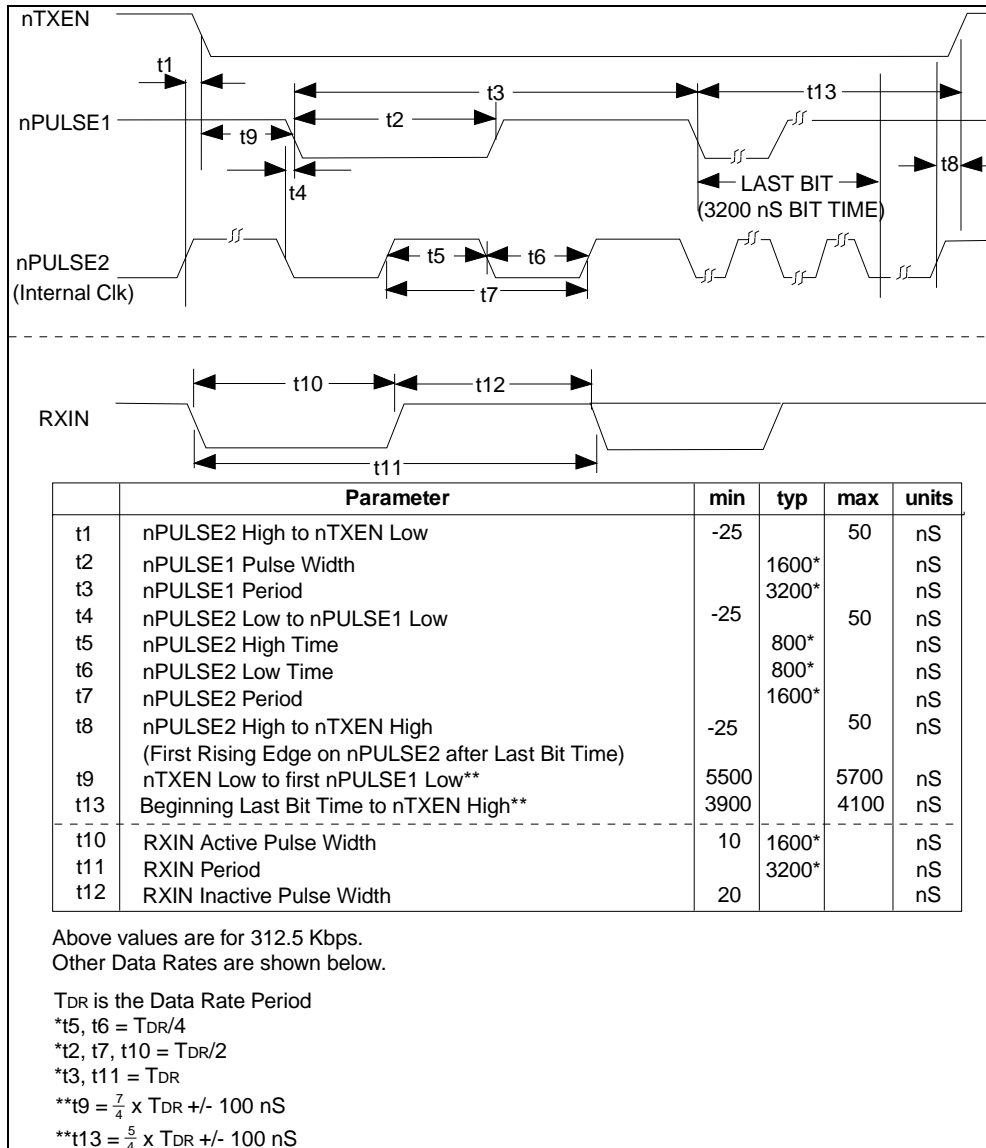 nTXEN
t1
t3
t13
nPULSE1
t9
t2
t4
t8
LAST BIT
(3200 nS BIT TIME)
nPULSE2
(Internal Clk)
t5
t6
t7
t10
t12
RXIN
t11
Parameter min typ max units
t1 nPULSE2 High to nTXEN Low -25 50 nS
t2 nPULSE1 Pulse Width 1600* nS
t3 nPULSE1 Period 3200* nS
t4 nPULSE2 Low to nPULSE1 Low -25 50 nS
t5 nPULSE2 High Time 800* nS
t6 nPULSE2 Low Time 800* nS
t7 nPULSE2 Period 1600* nS
t8 nPULSE2 High to nTXEN High -25 50 nS
(First Rising Edge on nPULSE2 after Last Bit Time)
t9 nTXEN Low to first nPULSE1 Low** 5500 5700 nS
t13 Beginning Last Bit Time to nTXEN High** 3900 4100 nS
t10 RXIN Active Pulse Width 10 1600* nS
t11 RXIN Period 3200* nS
t12 RXIN Inactive Pulse Width 20 nS
Above values are for 312.5 Kbps.
Other Data Rates are shown below.
TDR is the Data Rate Period
*t5, t6 = TDR/4
*t2, t7, t10 = TDR/2
*t3, t11 = TDR
**t9 = 7/4 x TDR +/- 100 nS
**t13 = 5/4 x TDR +/- 100 nS